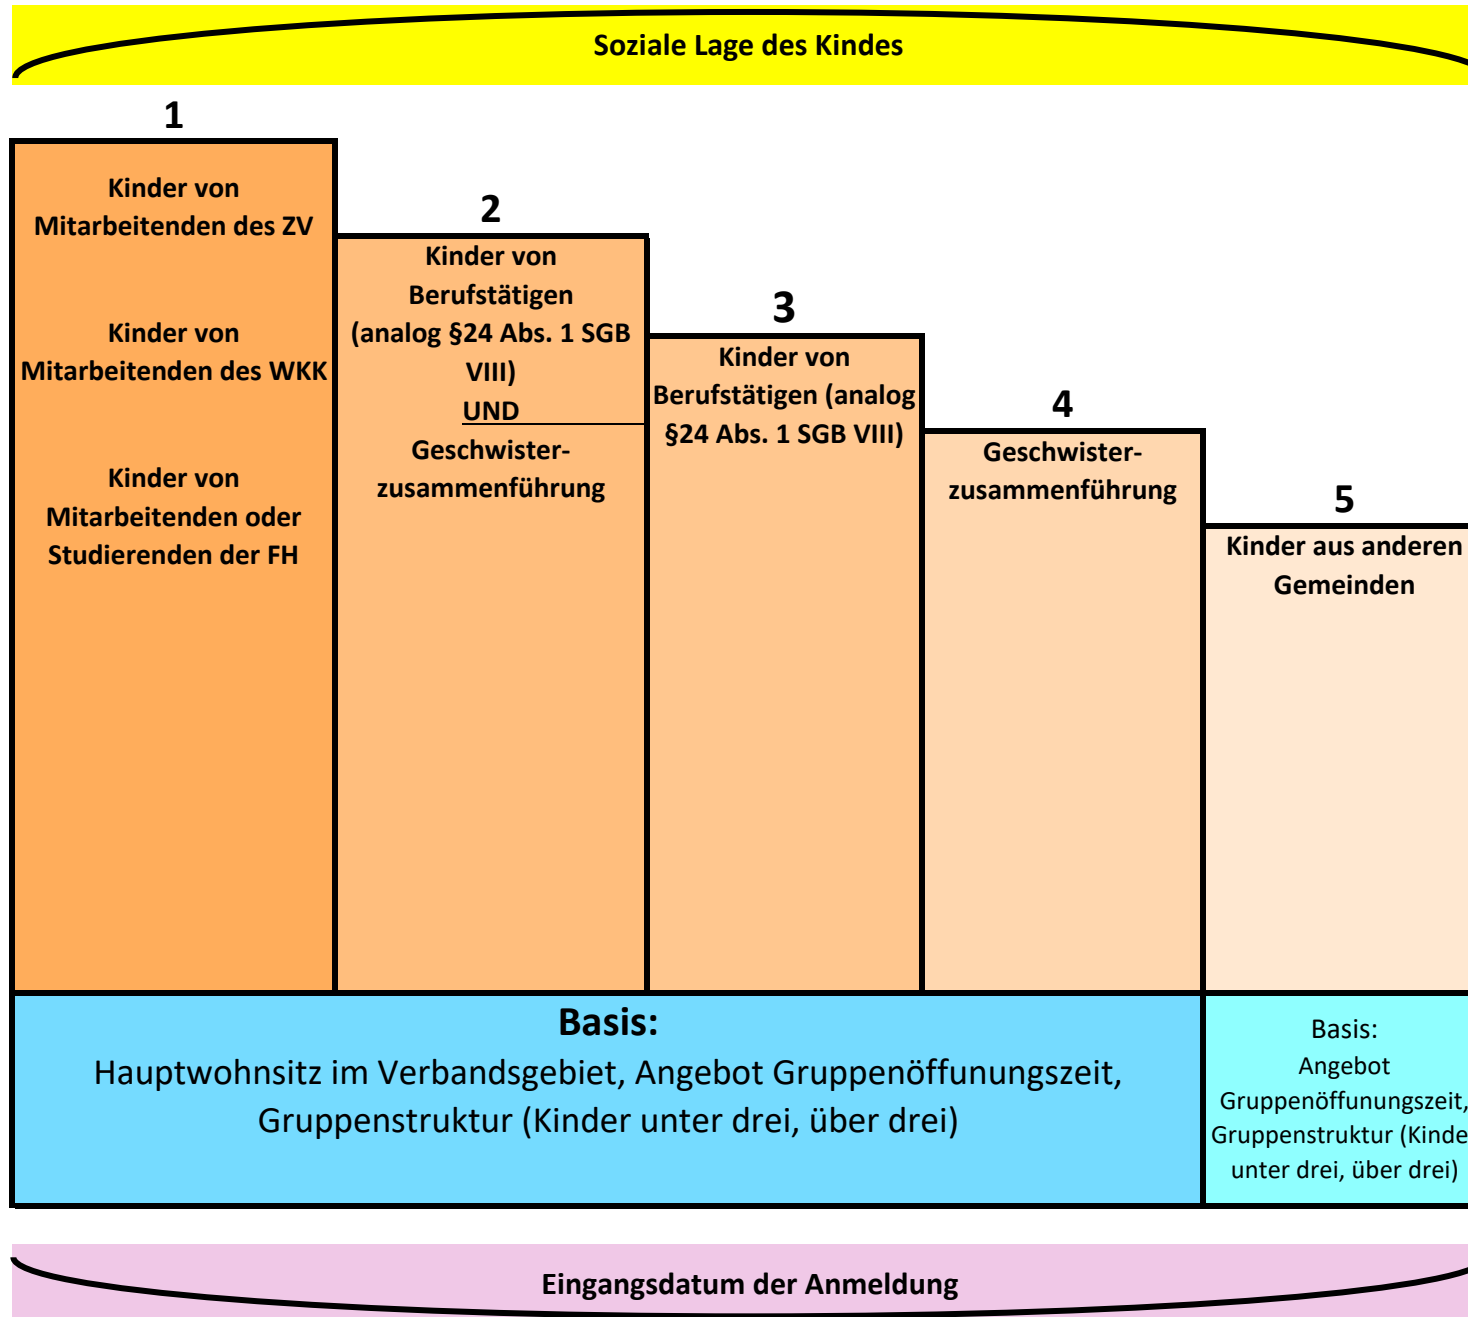 Soziale Lage des Kindes
1
Kinder von
Mitarbeitenden des ZV
Kinder von
Mitarbeitenden des WKK
Kinder von
Mitarbeitenden oder
Studierenden der FH
2
Kinder von
Berufstätigen
(analog §24 Abs. 1 SGB
VIII)
UND
Geschwister-
zusammenführung
3
Kinder von
Berufstätigen (analog
§24 Abs. 1 SGB VIII)
4
Geschwister-
zusammenführung
5
Kinder aus anderen
Gemeinden
Basis:
Hauptwohnsitz im Verbandsgebiet, Angebot Gruppenöffunungszeit,
Gruppenstruktur (Kinder unter drei, über drei)
Basis:
Angebot
Gruppenöffunungszeit,
Gruppenstruktur (Kinde
unter drei, über drei)
Eingangsdatum der Anmeldung